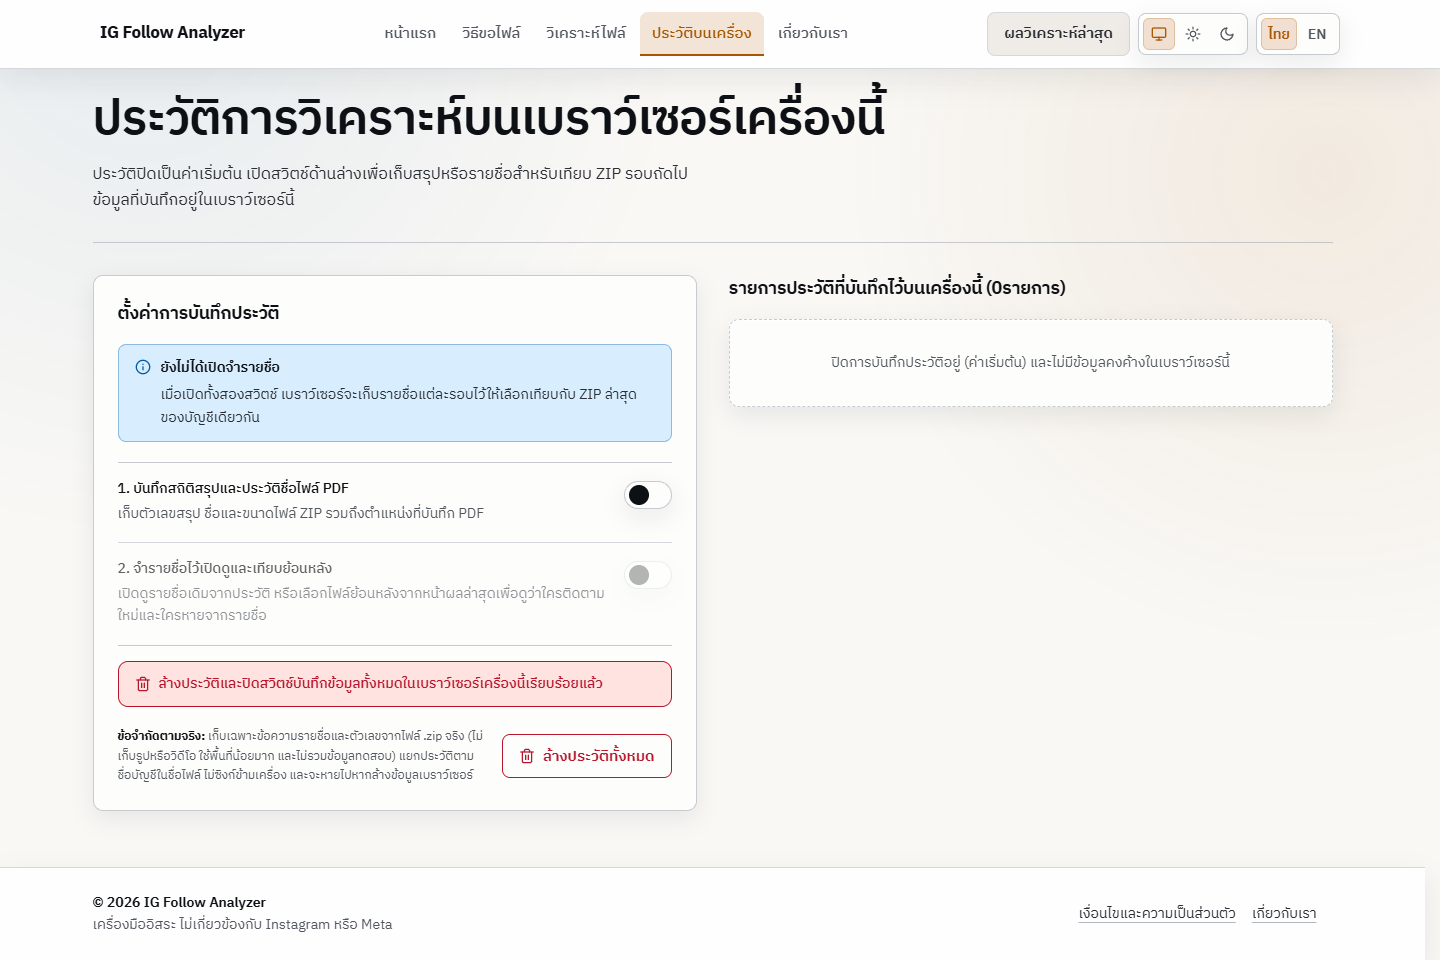 IG Follow Analyzer
หน้าแรก
วิธีขอไฟล์
วิเคราะห์ไฟล์
ประวัติบนเครื่อง
เกี่ยวกับเรา
ผลวิเคราะห์ล่าสุด
ไทย
EN
ประวัติการวิเคราะห์บนเบราว์เซอร์เครื่องนี้
ประวัติปิดเป็นค่าเริ่มต้น เปิดสวิตช์ด้านล่างเพื่อเก็บสรุปหรือรายชื่อสำหรับเทียบ ZIP รอบถัดไป
ข้อมูลที่บันทึกอยู่ในเบราว์เซอร์นี้
ตั้งค่าการบันทึกประวัติ
ยังไม่ได้เปิดจำรายชื่อ
เมื่อเปิดทั้งสองสวิตช์ เบราว์เซอร์จะเก็บรายชื่อแต่ละรอบไว้ให้เลือกเทียบกับ ZIP ล่าสุด
ของบัญชีเดียวกัน
1. บันทึกสถิติสรุปและประวัติชื่อไฟล์ PDF
เก็บตัวเลขสรุป ชื่อและขนาดไฟล์ ZIP รวมถึงตำแหน่งที่บันทึก PDF
2. จำรายชื่อไว้เปิดดูและเทียบย้อนหลัง
เปิดดูรายชื่อเดิมจากประวัติ หรือเลือกไฟล์ย้อนหลังจากหน้าผลล่าสุดเพื่อดูว่าใครติดตาม
ใหม่และใครหายจากรายชื่อ
ล้างประวัติและปิดสวิตช์บันทึกข้อมูลทั้งหมดในเบราว์เซอร์เครื่องนี้เรียบร้อยแล้ว
ข้อจำกัดตามจริง: เก็บเฉพาะข้อความรายชื่อและตัวเลขจากไฟล์ .zip จริง (ไม่
เก็บรูปหรือวิดีโอ ใช้พื้นที่น้อยมาก และไม่รวมข้อมูลทดสอบ) แยกประวัติตาม
ชื่อบัญชีในชื่อไฟล์ ไม่ซิงก์ข้ามเครื่อง และจะหายไปหากล้างข้อมูลเบราว์เซอร์
ล้างประวัติทั้งหมด
รายการประวัติที่บันทึกไว้บนเครื่องนี้ (0รายการ)
ปิดการบันทึกประวัติอยู่ (ค่าเริ่มต้น) และไม่มีข้อมูลคงค้างในเบราว์เซอร์นี้
© 2026 IG Follow Analyzer
เครื่องมืออิสระ ไม่เกี่ยวข้องกับ Instagram หรือ Meta
เงื่อนไขและความเป็นส่วนตัว
เกี่ยวกับเรา